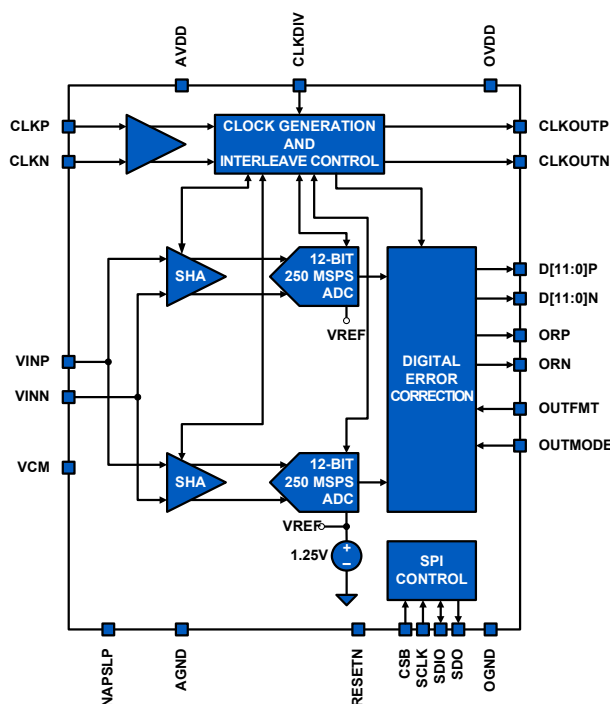 AVDD
CLKDIV
OVDD
CLKP
CLKN
CLOCK GENERATION
AND
INTERLEAVE CONTROL
CLKOUTP
CLKOUTN
SHA
12-BIT
250 MSPS
ADC
VREF
D[11:0]P
D[11:0]N
ORP
ORN
OUTFMT
OUTMODE
DIGITAL
ERROR
CORRECTION
VINP
VINN
VCM
SHA
12-BIT
250 MSPS
ADC
VREF
1.25V
+
–
SPI
CONTROL
NAPSLP
AGND
RESETN
CSB
SCLK
SDIO
SDO
OGND